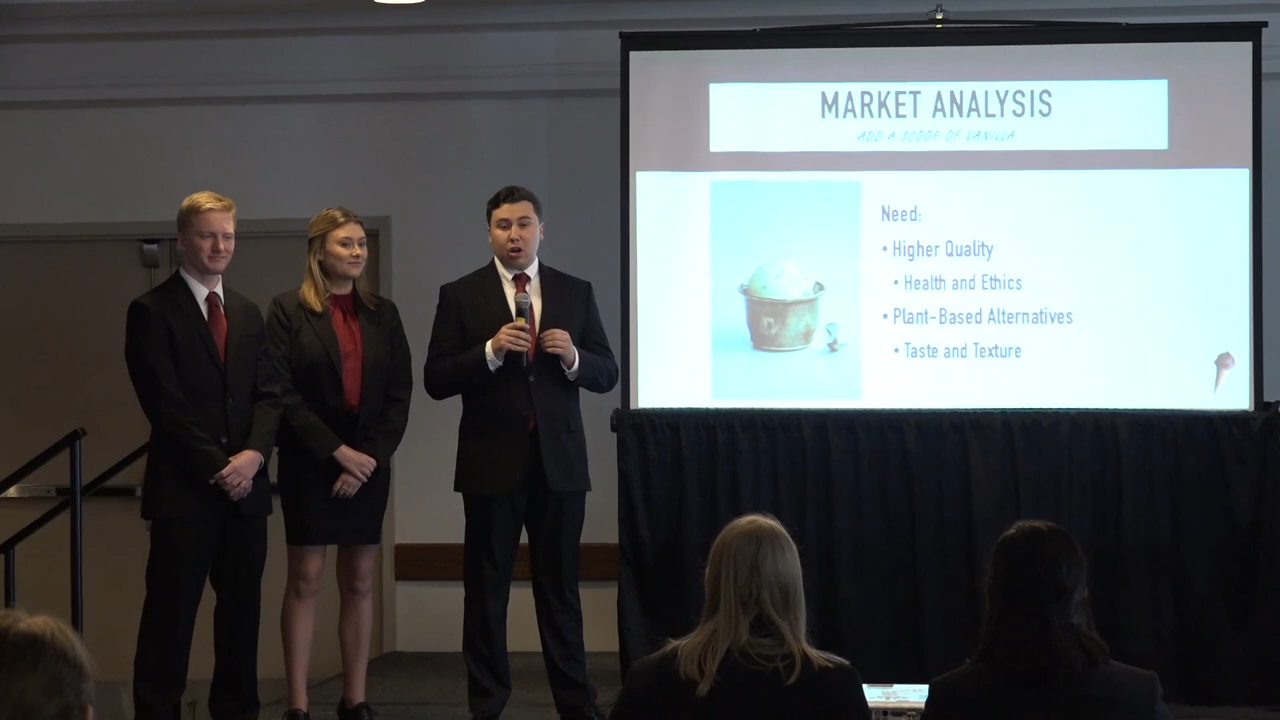 MARKET ANALYSIS
ADD A SCOOP OF VANILLA
Need:
• Higher Quality
• Health and Ethics
• Plant-Based Alternatives
• Taste and Texture